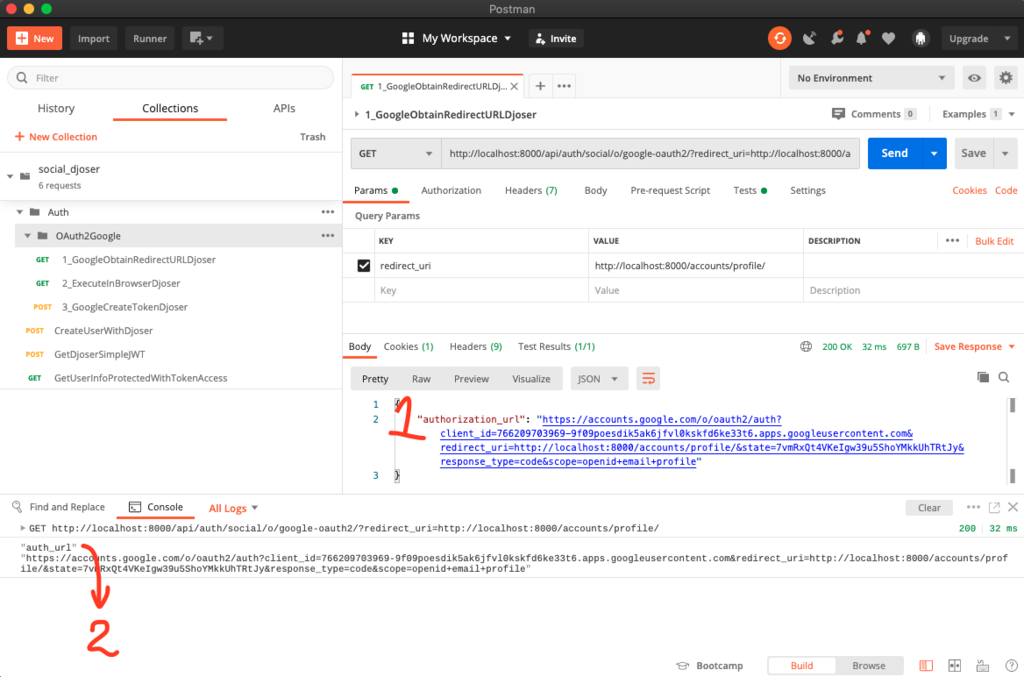 Postman
New
Import
Runner
My Workspace
Invite
Upgrade
Filter
History
Collections
APIs
+ New Collection
Trash
social_djoser
6 requests
Auth
OAuth2Google
GET 1_GoogleObtainRedirectURLDjoser
GET 2_ExecuteInBrowserDjoser
POST 3_GoogleCreateTokenDjoser
POST CreateUserWithDjoser
POST GetDjoserSimpleJWT
GET GetUserInfoProtectedWithTokenAccess
GET 1_GoogleObtainRedirectURLDj...
No Environment
1_GoogleObtainRedirectURLDjoser
Comments 0
Examples 1
GET
http://localhost:8000/api/auth/social/o/google-oauth2/?redirect_uri=http://localhost:8000/a
Send
Save
Params
Authorization
Headers (7)
Body
Pre-request Script
Tests
Settings
Cookies
Code
Query Params
KEY
VALUE
DESCRIPTION
Bulk Edit
redirect_uri
http://localhost:8000/accounts/profile/
Key
Value
Description
Body
Cookies (1)
Headers (9)
Test Results (1/1)
200 OK
32 ms
697 B
Save Response
Pretty
Raw
Preview
Visualize
JSON
1 {
1
2 "authorization_url": "https://accounts.google.com/o/oauth2/auth?
client_id=766209703969-9f09poesdik5ak6jfvl0kskfd6ke33t6.apps.googleusercontent.com&
redirect_uri=http://localhost:8000/accounts/profile/&state=7vmRxQt4VKeIgw39u5ShoYMkkUhTRtJy&
response_type=code&scope=openid+email+profile"
3 }
Find and Replace
Console
All Logs
Clear
GET http://localhost:8000/api/auth/social/o/google-oauth2/?redirect_uri=http://localhost:8000/accounts/profile/
200
32 ms
"auth_url"
"https://accounts.google.com/o/oauth2/auth?client_id=766209703969-9f09poesdik5ak6jfvl0kskfd6ke33t6.apps.googleusercontent.com&redirect_uri=http://localhost:8000/accounts/prof
ile/&state=7vmRxQt4VKeIgw39u5ShoYMkkUhTRtJy&response_type=code&scope=openid+email+profile"
2
Bootcamp
Build
Browse